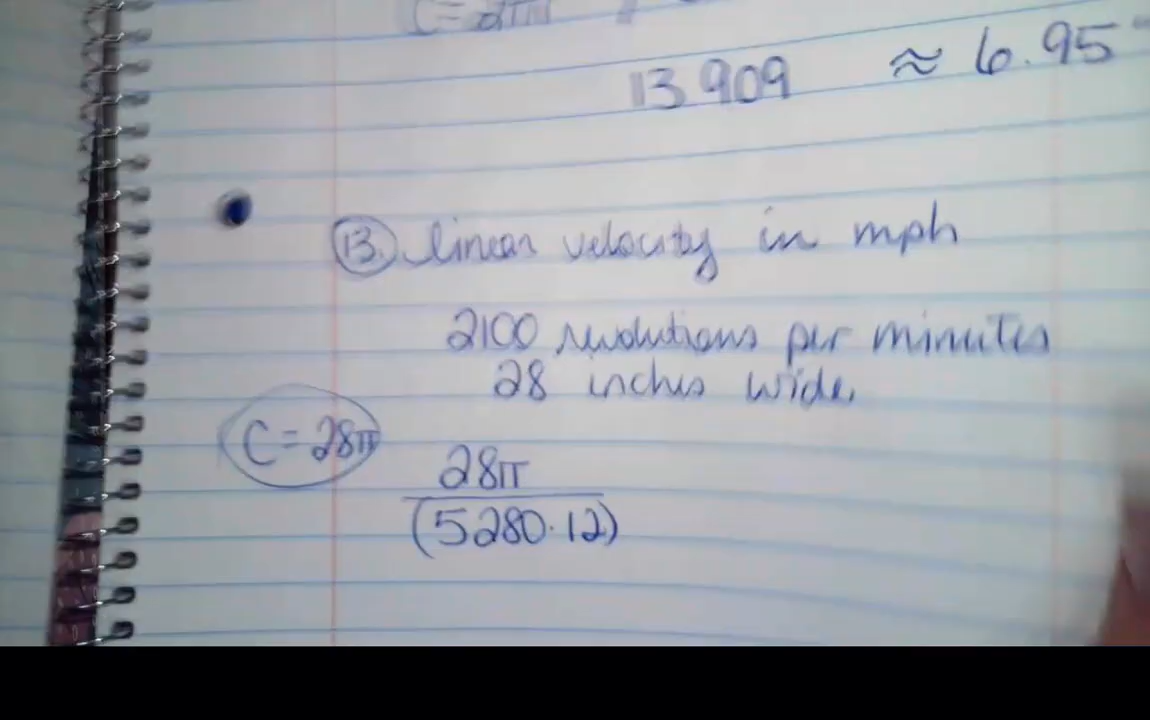 C = 2πr
13 909 ≈ 6.95
13. linear velocity in mph
2100 revolutions per minutes
28 inches wide
C = 28π
28π
(5280·12)